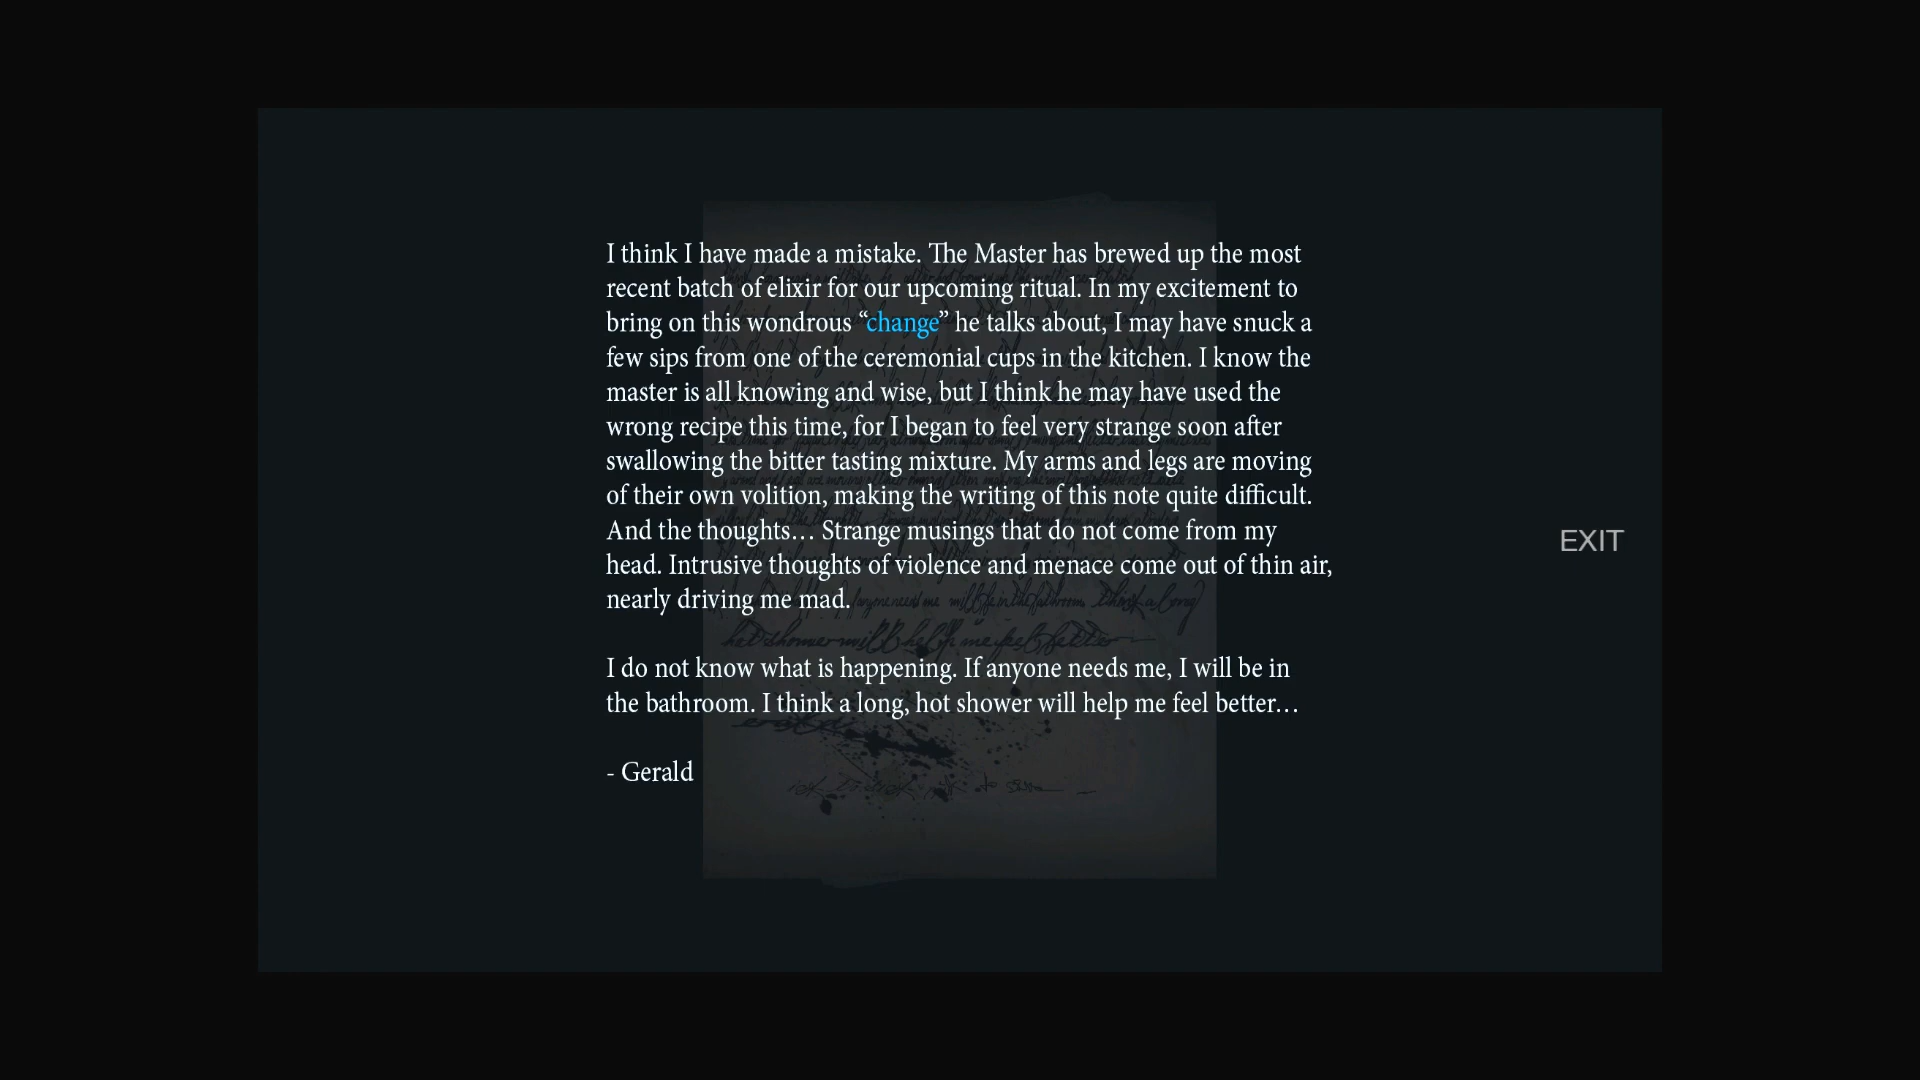 I think I have made a mistake. The Master has brewed up the most
recent batch of elixir for our upcoming ritual. In my excitement to
bring on this wondrous “change” he talks about, I may have snuck a
few sips from one of the ceremonial cups in the kitchen. I know the
master is all knowing and wise, but I think he may have used the
wrong recipe this time, for I began to feel very strange soon after
swallowing the bitter tasting mixture. My arms and legs are moving
of their own volition, making the writing of this note quite difficult.
And the thoughts… Strange musings that do not come from my
head. Intrusive thoughts of violence and menace come out of thin air,
nearly driving me mad.
I do not know what is happening. If anyone needs me, I will be in
the bathroom. I think a long, hot shower will help me feel better…
- Gerald
EXIT